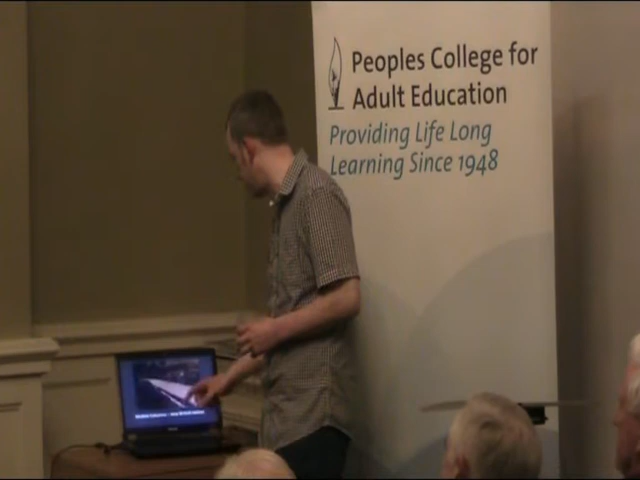 Peoples College for
Adult Education
Providing Life Long
Learning Since 1948